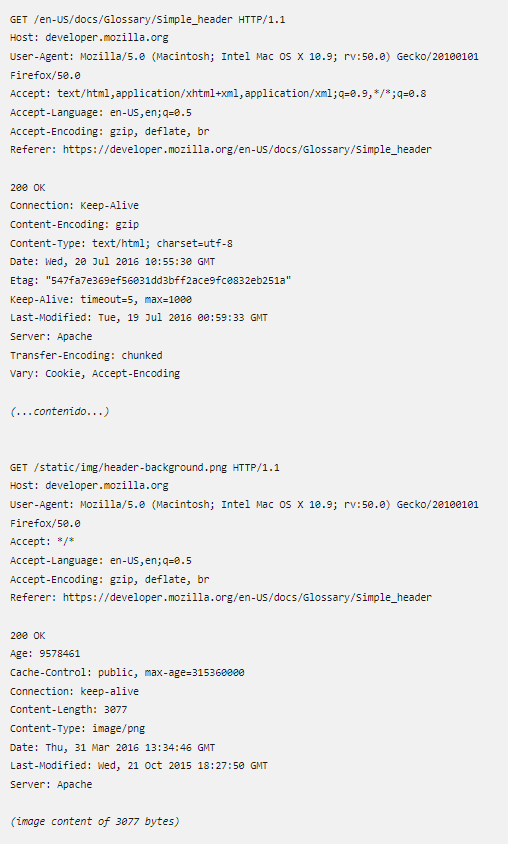 GET /en-US/docs/Glossary/Simple_header HTTP/1.1
Host: developer.mozilla.org
User-Agent: Mozilla/5.0 (Macintosh; Intel Mac OS X 10.9; rv:50.0) Gecko/20100101
Firefox/50.0
Accept: text/html,application/xhtml+xml,application/xml;q=0.9,*/*;q=0.8
Accept-Language: en-US,en;q=0.5
Accept-Encoding: gzip, deflate, br
Referer: https://developer.mozilla.org/en-US/docs/Glossary/Simple_header

200 OK
Connection: Keep-Alive
Content-Encoding: gzip
Content-Type: text/html; charset=utf-8
Date: Wed, 20 Jul 2016 10:55:30 GMT
Etag: "547fa7e369ef56031dd3bff2ace9fc0832eb251a"
Keep-Alive: timeout=5, max=1000
Last-Modified: Tue, 19 Jul 2016 00:59:33 GMT
Server: Apache
Transfer-Encoding: chunked
Vary: Cookie, Accept-Encoding

(...contenido...)

GET /static/img/header-background.png HTTP/1.1
Host: developer.mozilla.org
User-Agent: Mozilla/5.0 (Macintosh; Intel Mac OS X 10.9; rv:50.0) Gecko/20100101
Firefox/50.0
Accept: */*
Accept-Language: en-US,en;q=0.5
Accept-Encoding: gzip, deflate, br
Referer: https://developer.mozilla.org/en-US/docs/Glossary/Simple_header

200 OK
Age: 9578461
Cache-Control: public, max-age=315360000
Connection: keep-alive
Content-Length: 3077
Content-Type: image/png
Date: Thu, 31 Mar 2016 13:34:46 GMT
Last-Modified: Wed, 21 Oct 2015 18:27:50 GMT
Server: Apache

(image content of 3077 bytes)